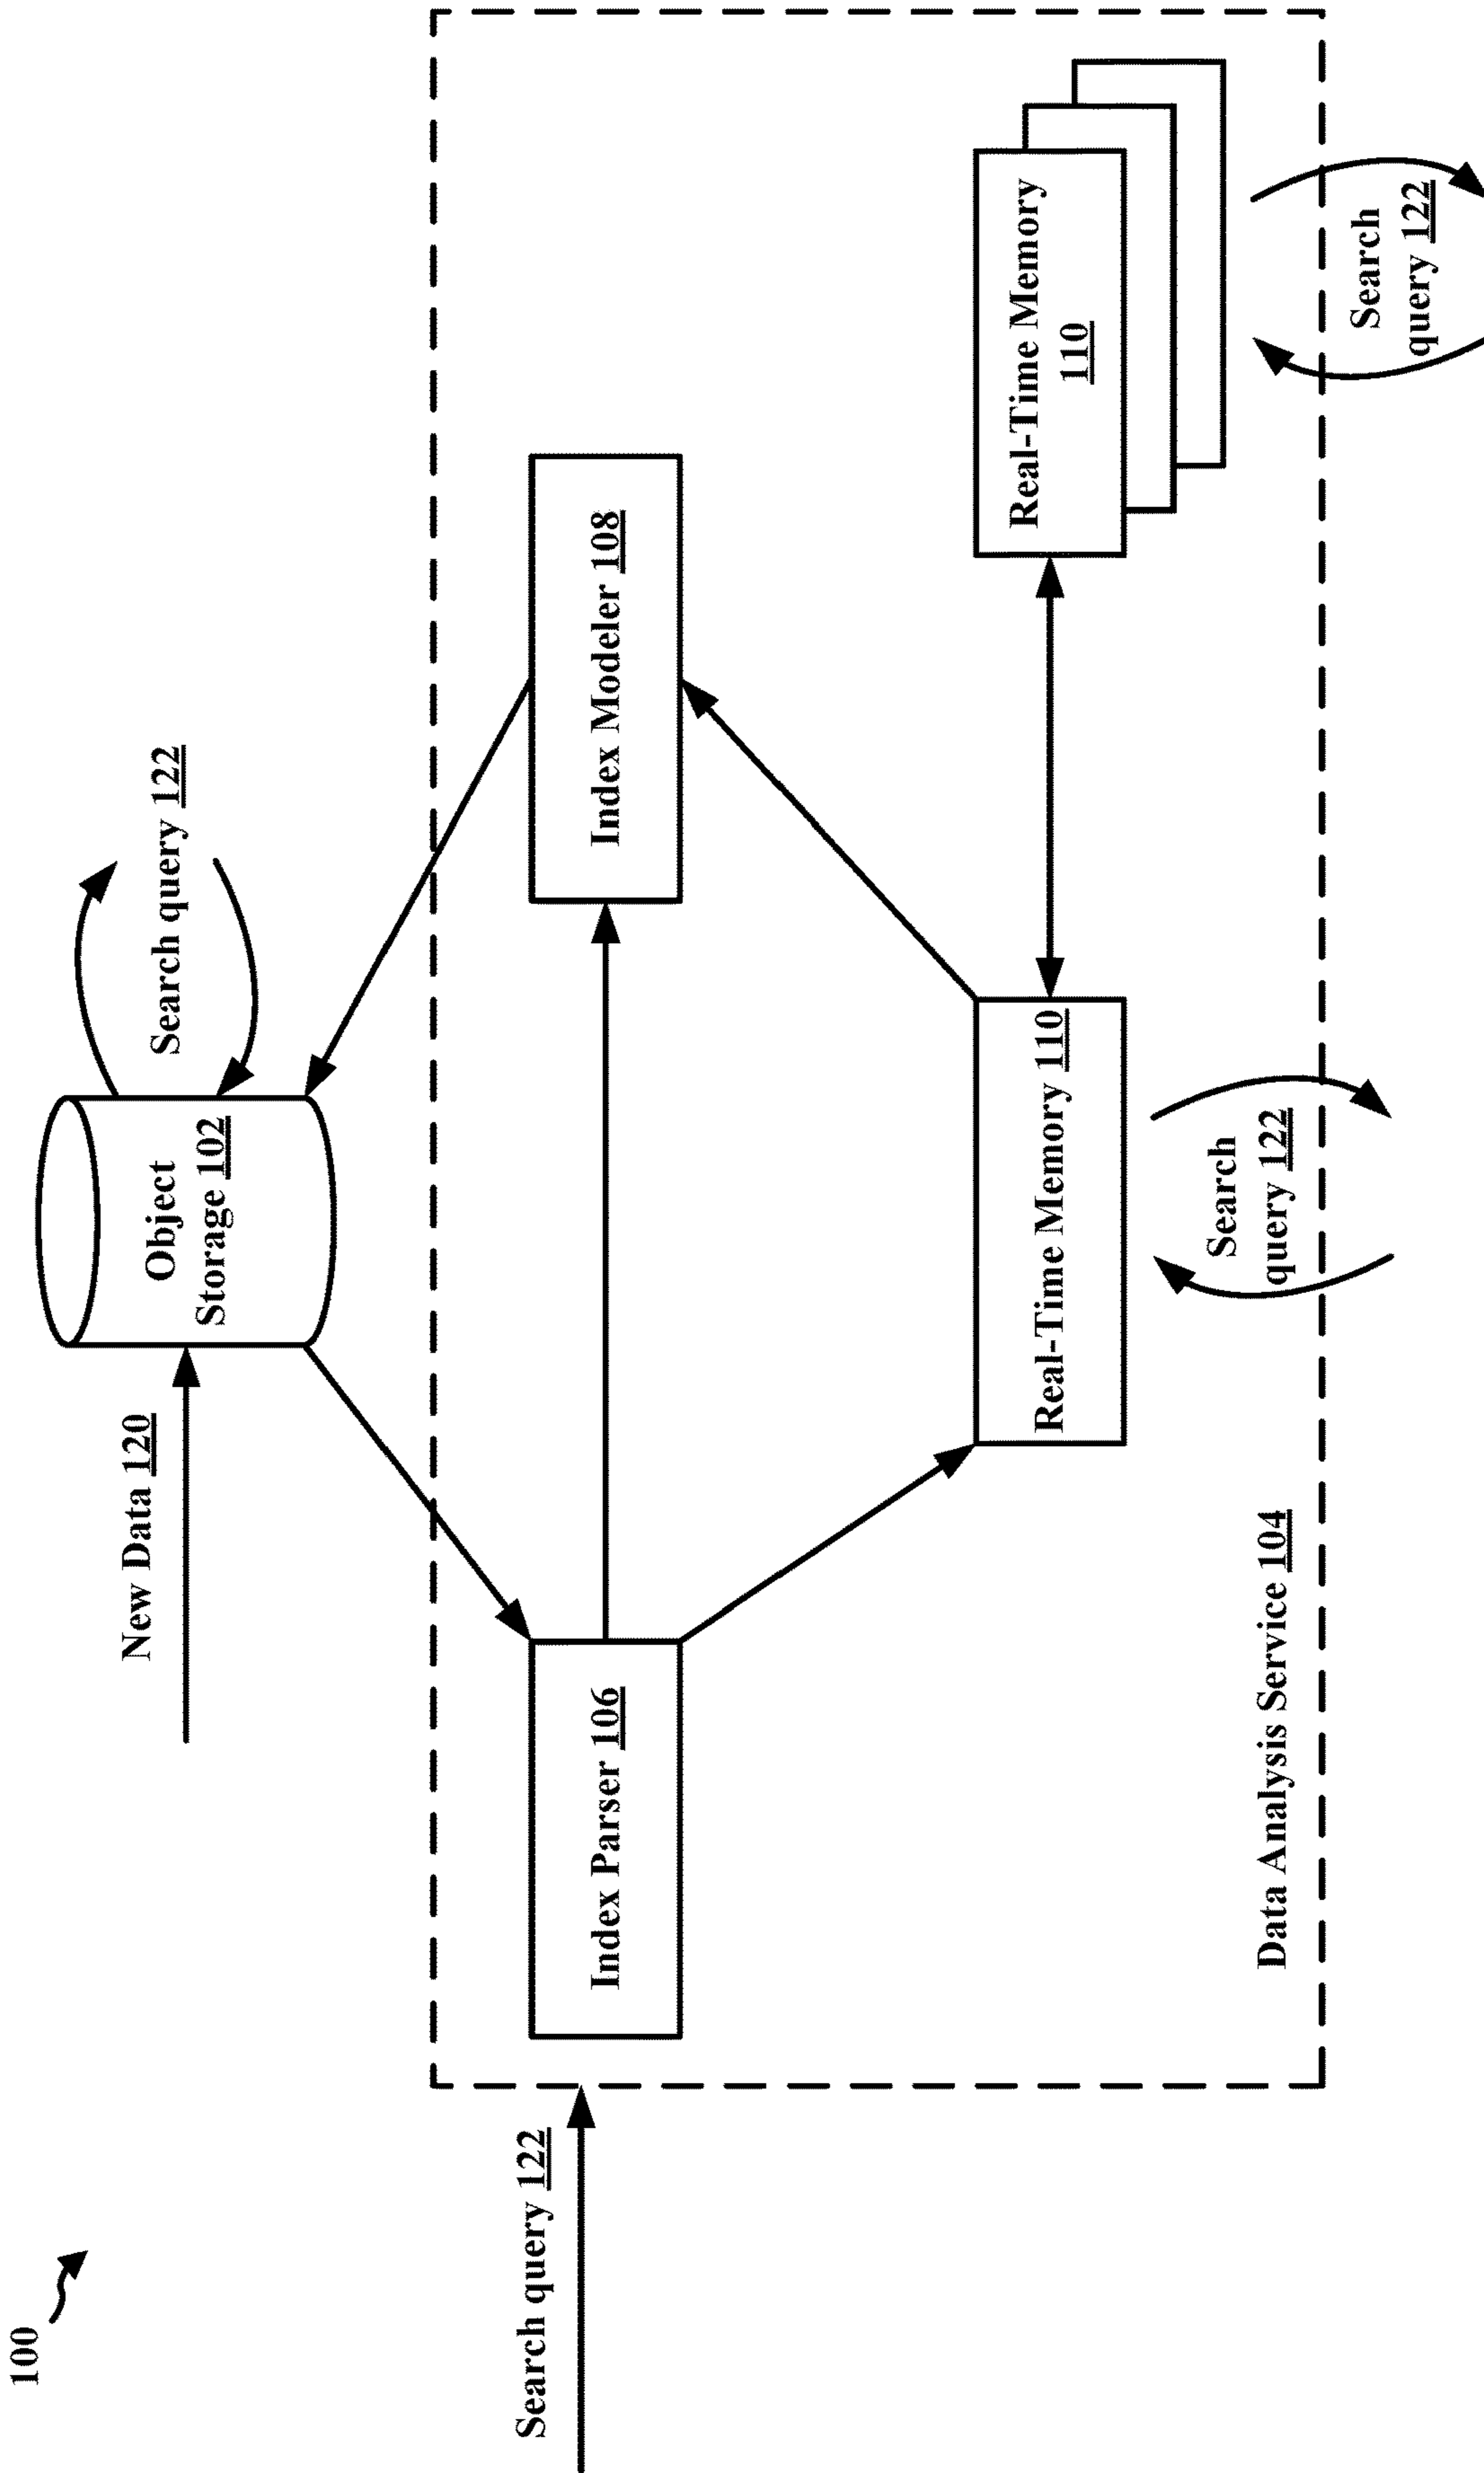 100
New Data 120
Object
Storage 102
Search query 122
Search query 122
Index Parser 106
Index Modeler 108
Real-Time Memory 110
Real-Time Memory
110
Search
query 122
Search
query 122
Data Analysis Service 104